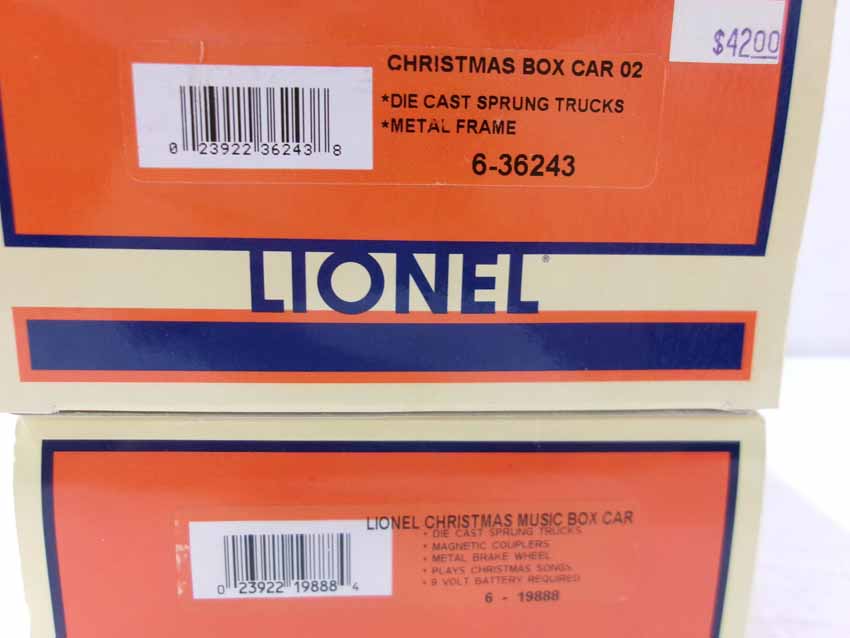 $42.00
CHRISTMAS BOX CAR 02
*DIE CAST SPRUNG TRUCKS
*METAL FRAME
6-36243
0 23922 36243 8
LIONEL®
LIONEL CHRISTMAS MUSIC BOX CAR
• DIE CAST SPRUNG TRUCKS
• MAGNETIC COUPLERS
• METAL BRAKE WHEEL
• PLAYS CHRISTMAS SONGS
• 9 VOLT BATTERY REQUIRED
6 - 19888
0 23922 19888 4